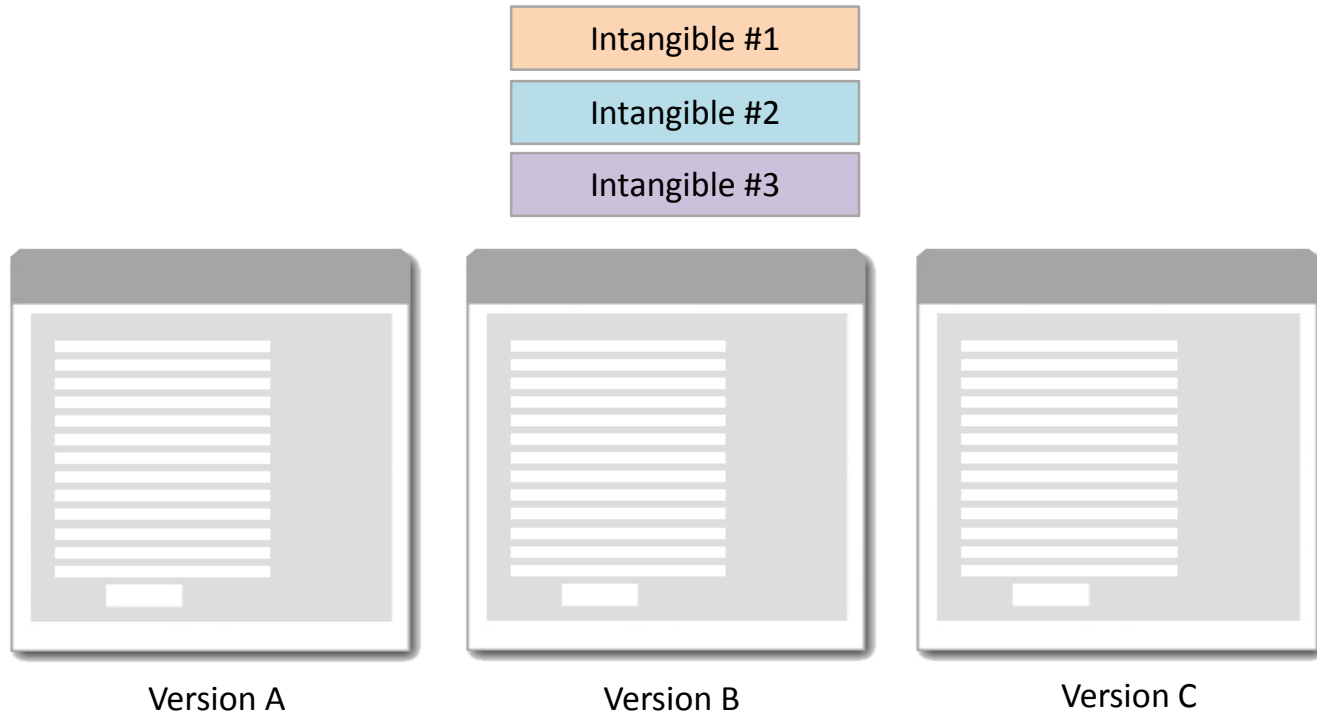 Intangible #1
Intangible #2
Intangible #3
Version A
Version B
Version C